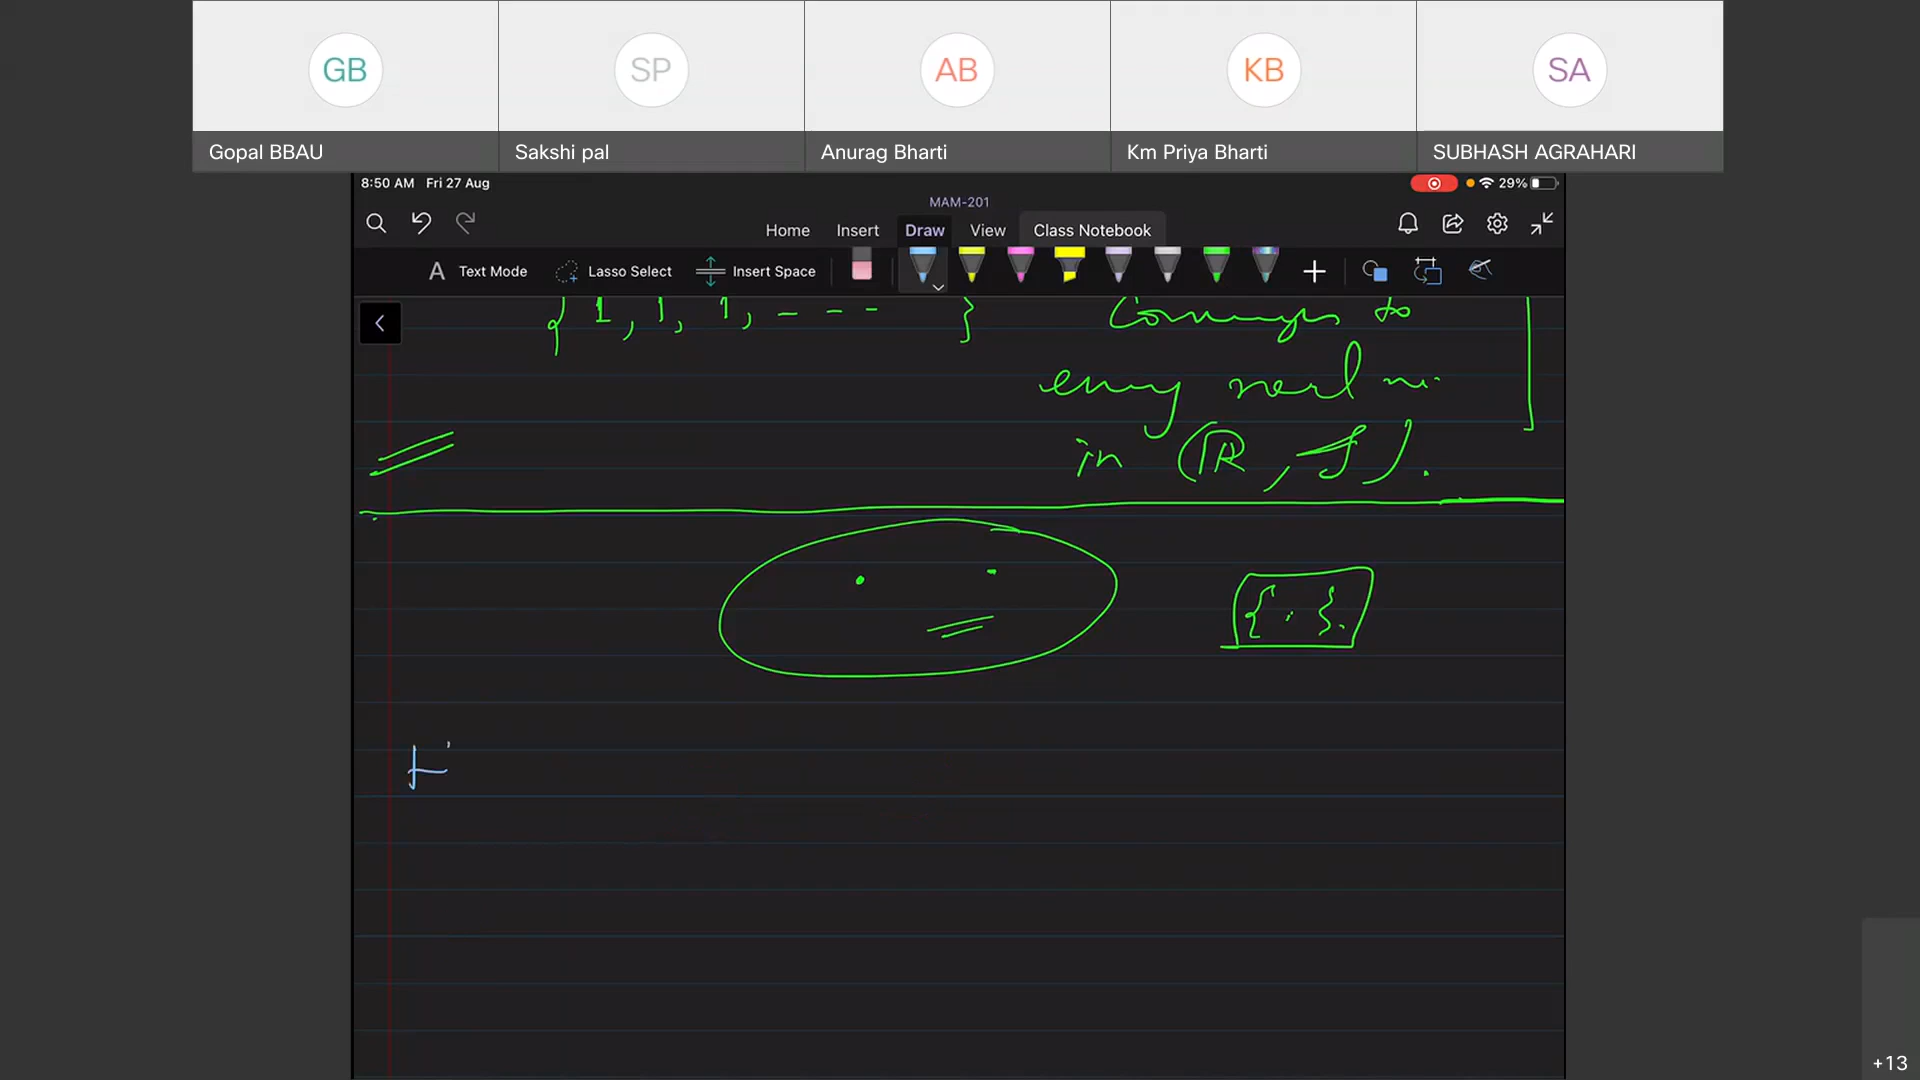 GB SP AB KB SA
Gopal BBAU Sakshi pal Anurag Bharti Km Priya Bharti SUBHASH AGRAHARI
8:50 AM Fri 27 Aug 29%
MAM-201
Home Insert Draw View Class Notebook
A Text Mode Lasso Select Insert Space
{1, 1, 1, - - - } Converges to
every real no.
in (ℝ, 𝒥).
{ . }.
+13